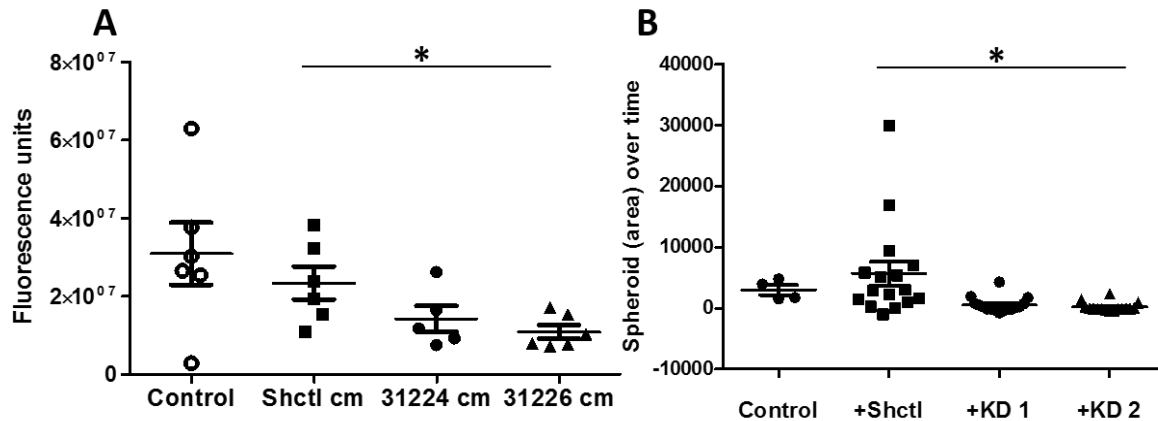 A
Fluorescence units
8×10⁰⁷
6×10⁰⁷
4×10⁰⁷
2×10⁰⁷
0
*
Control Shctl cm 31224 cm 31226 cm
B
Spheroid (area) over time
40000
30000
20000
10000
0
-10000
*
Control +Shctl +KD 1 +KD 2